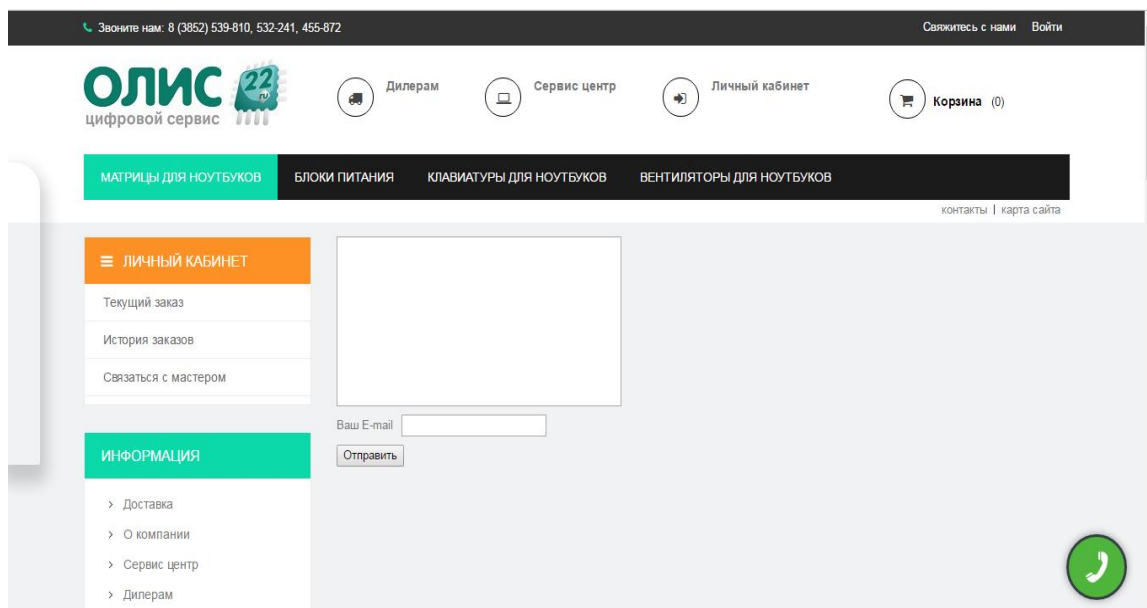 Звоните нам: 8 (3852) 539-810, 532-241, 455-872
Свяжитесь с нами Войти
ОЛИС 22 ru
цифровой сервис
Дилерам
Сервис центр
Личный кабинет
Корзина (0)
МАТРИЦЫ ДЛЯ НОУТБУКОВ БЛОКИ ПИТАНИЯ КЛАВИАТУРЫ ДЛЯ НОУТБУКОВ ВЕНТИЛЯТОРЫ ДЛЯ НОУТБУКОВ
контакты | карта сайта
ЛИЧНЫЙ КАБИНЕТ
Текущий заказ
История заказов
Связаться с мастером
Ваш E-mail
Отправить
ИНФОРМАЦИЯ
> Доставка
> О компании
> Сервис центр
> Дилерам